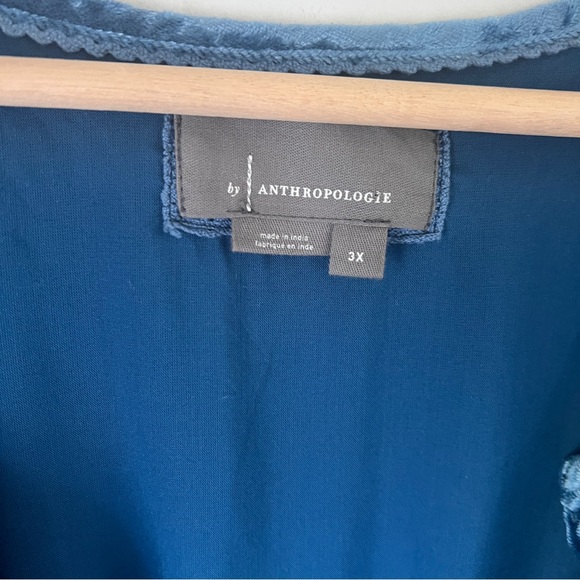 by ANTHROPOLOGIE
made in india
fabriqué en inde
3X